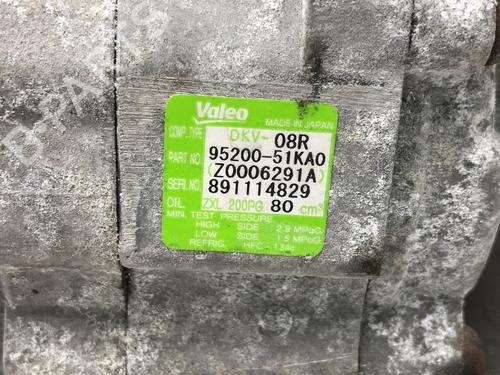 B-PARTS
Valeo
MADE IN JAPAN
COMP. TYPE DKV- 08R
PART NO. 95200-51KA0
(Z0006291A)
SERI.NO. 891114829
OIL ZXL 200PG 80 cm³
MIN. TEST PRESSURE
HIGH SIDE 2.9 MPaG
LOW SIDE 1.5 MPaG
REFRIG. HFC-134a